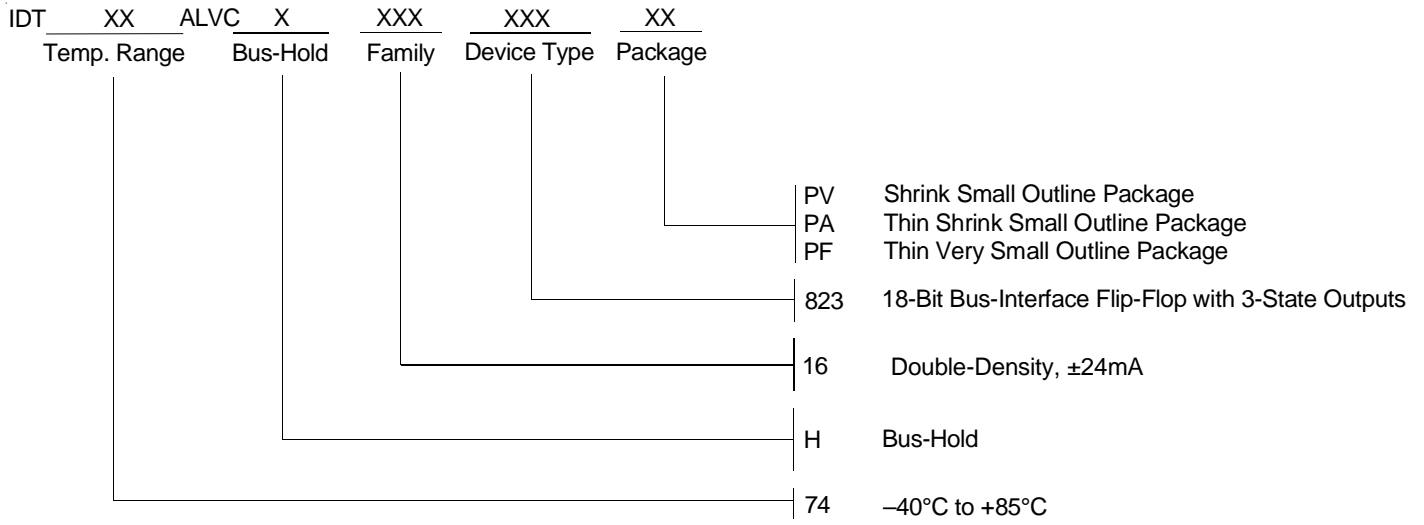 IDT XX ALVC X XXX XXX XX
Temp. Range Bus-Hold Family Device Type Package
PV Shrink Small Outline Package
PA Thin Shrink Small Outline Package
PF Thin Very Small Outline Package
823 18-Bit Bus-Interface Flip-Flop with 3-State Outputs
16 Double-Density, ±24mA
H Bus-Hold
74 –40°C to +85°C